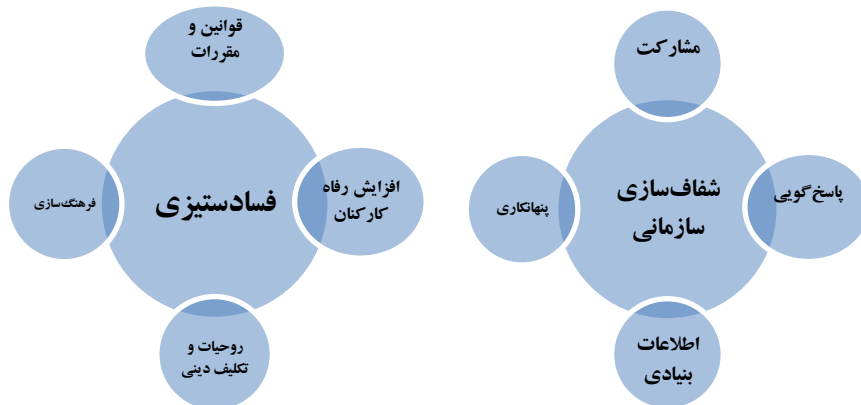 مشارکت
شفاف‌سازی
سازمانی
پاسخ‌گویی
پنهانکاری
اطلاعات
بنیادی
قوانین و
مقررات
فسادستیزی
افزایش رفاه
کارکنان
فرهنگ‌سازی
روحیات و
تکلیف دینی